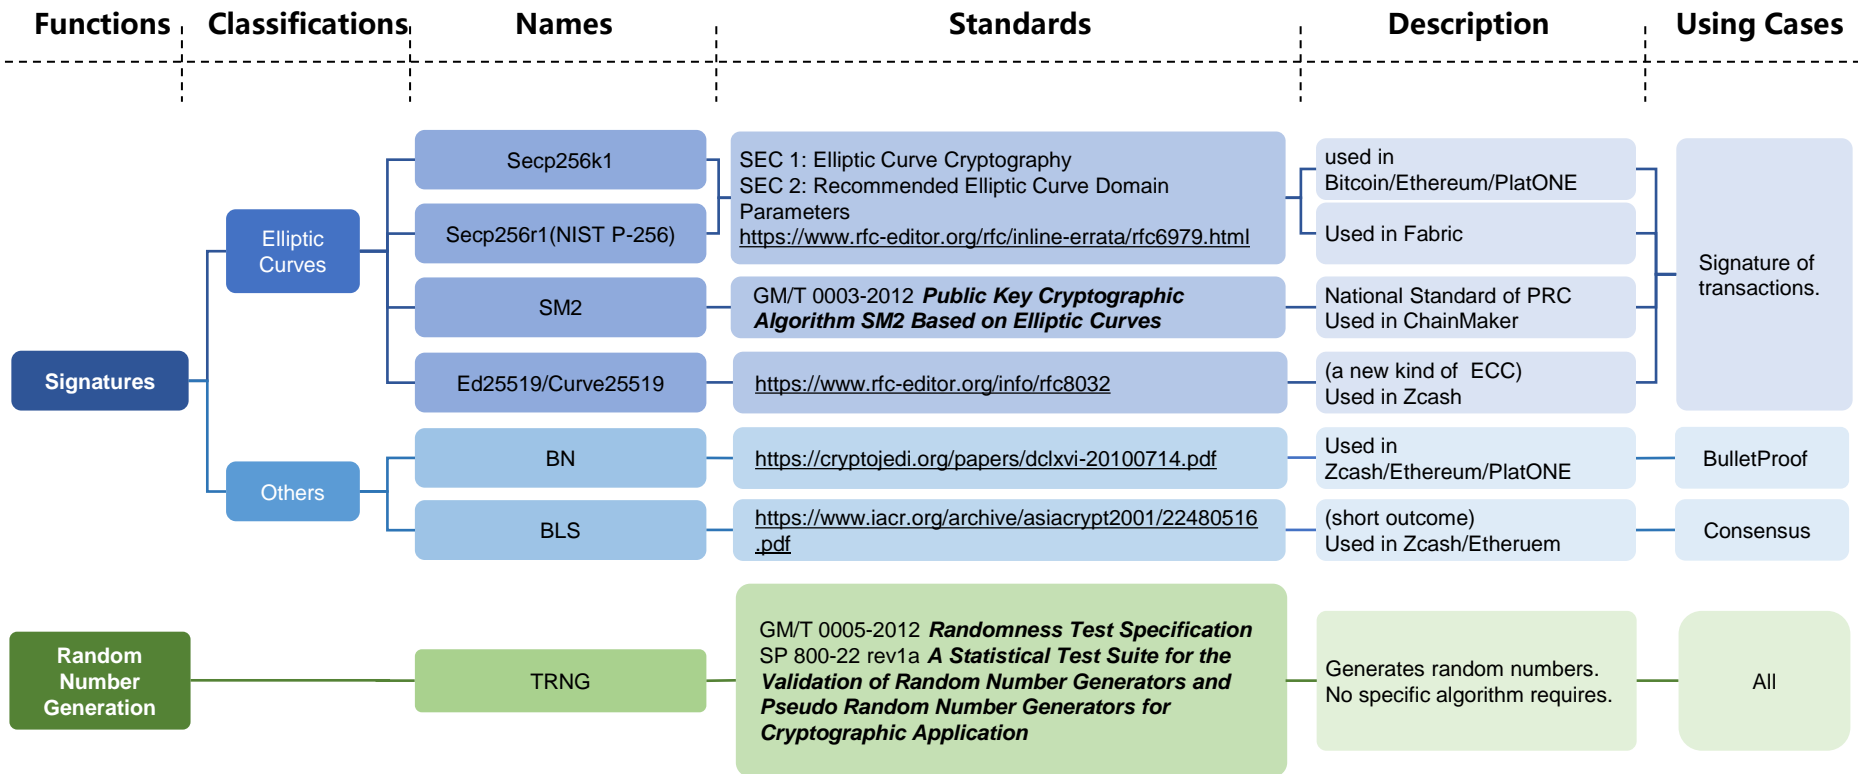 Functions
Classifications
Names
Standards
Description
Using Cases
Signatures
Elliptic
Curves
Secp256k1
Secp256r1(NIST P-256)
SEC 1: Elliptic Curve Cryptography
SEC 2: Recommended Elliptic Curve Domain
Parameters
https://www.rfc-editor.org/rfc/inline-errata/rfc6979.html
used in
Bitcoin/Ethereum/PlatONE
Used in Fabric
SM2
GM/T 0003-2012 Public Key Cryptographic
Algorithm SM2 Based on Elliptic Curves
National Standard of PRC
Used in ChainMaker
Ed25519/Curve25519
https://www.rfc-editor.org/info/rfc8032
(a new kind of  ECC)
Used in Zcash
Signature of
transactions.
Others
BN
https://cryptojedi.org/papers/dclxvi-20100714.pdf
Used in
Zcash/Ethereum/PlatONE
BulletProof
BLS
https://www.iacr.org/archive/asiacrypt2001/22480516
.pdf
(short outcome)
Used in Zcash/Etheruem
Consensus
Random
Number
Generation
TRNG
GM/T 0005-2012 Randomness Test Specification
SP 800-22 rev1a A Statistical Test Suite for the
Validation of Random Number Generators and
Pseudo Random Number Generators for
Cryptographic Application
Generates random numbers.
No specific algorithm requires.
All